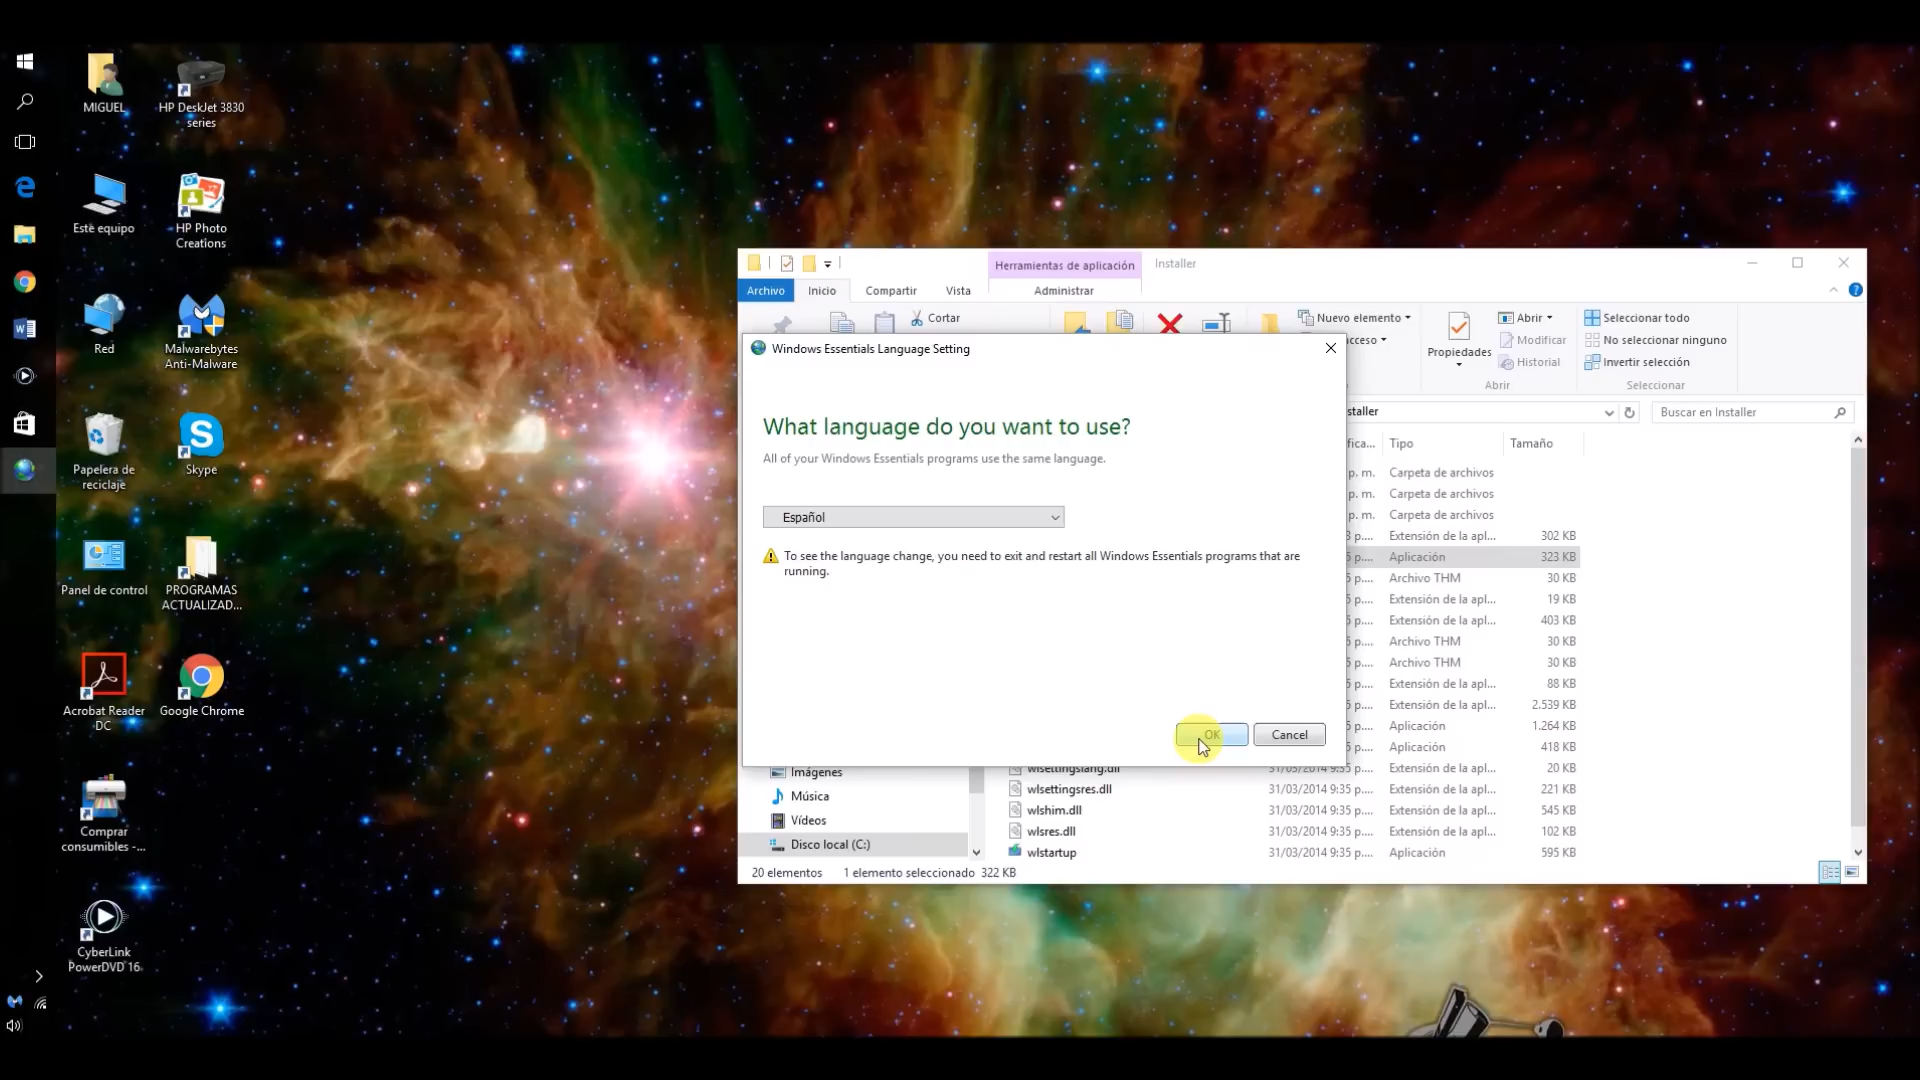 MIGUEL
HP DeskJet 3830
series
Este equipo
HP Photo
Creations
Red
Malwarebytes
Anti-Malware
Papelera de
reciclaje
Skype
Panel de control
PROGRAMAS
ACTUALIZAD...
Acrobat Reader
DC
Google Chrome
Comprar
consumibles -...
CyberLink
PowerDVD 16
Herramientas de aplicación
Installer
Archivo
Inicio
Compartir
Vista
Administrar
Cortar
Nuevo elemento
acceso
Propiedades
Abrir
Modificar
Historial
Abrir
Seleccionar todo
No seleccionar ninguno
Invertir selección
Seleccionar
Windows Essentials Language Setting
What language do you want to use?
All of your Windows Essentials programs use the same language.
Español
To see the language change, you need to exit and restart all Windows Essentials programs that are
running.
OK
Cancel
staller
Buscar en Installer
fica... Tipo Tamaño
p. m. Carpeta de archivos
p. m. Carpeta de archivos
p. m. Carpeta de archivos
p.... Extensión de la apl... 302 KB
p.... Aplicación 323 KB
p.... Archivo THM 30 KB
p.... Extensión de la apl... 19 KB
p.... Extensión de la apl... 403 KB
p.... Archivo THM 30 KB
p.... Archivo THM 30 KB
p.... Extensión de la apl... 88 KB
p.... Extensión de la apl... 2.539 KB
p.... Aplicación 1.264 KB
p.... Aplicación 418 KB
wlsettingslang.dll 31/03/2014 9:35 p.... Extensión de la apl... 20 KB
wlsettingsres.dll 31/03/2014 9:35 p.... Extensión de la apl... 221 KB
wlshim.dll 31/03/2014 9:35 p.... Extensión de la apl... 545 KB
wlsres.dll 31/03/2014 9:35 p.... Extensión de la apl... 102 KB
wlstartup 31/03/2014 9:35 p.... Aplicación 595 KB
Imágenes
Música
Vídeos
Disco local (C:)
20 elementos 1 elemento seleccionado 322 KB